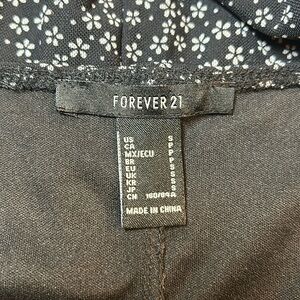 FOREVER 21
US S
CA P
MX/ECU P
BR P
EU S
UK S
KR S
JP S
CN 160/84A
MADE IN CHINA